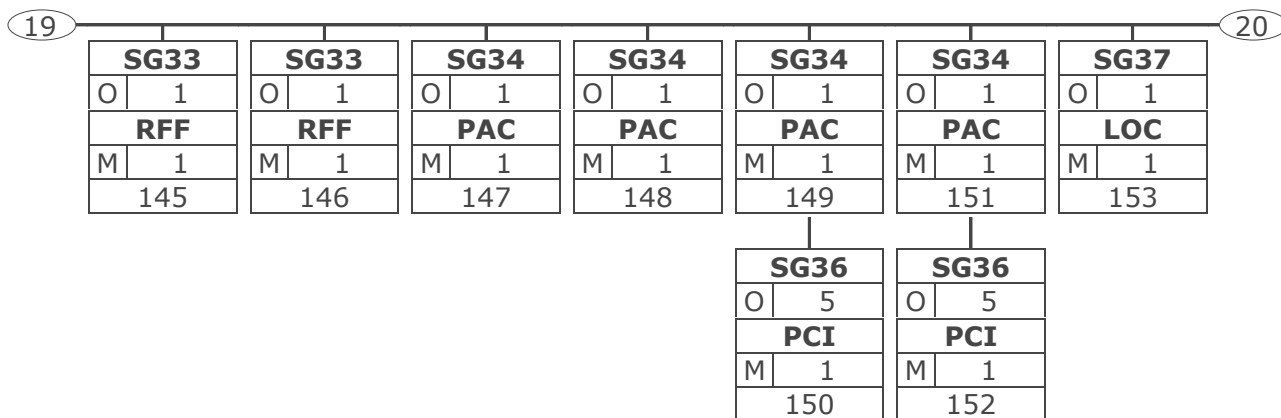 19 20
SG33 SG33 SG34 SG34 SG34 SG34 SG37
O 1 O 1 O 1 O 1 O 1 O 1 O 1
RFF RFF PAC PAC PAC PAC LOC
M 1 M 1 M 1 M 1 M 1 M 1 M 1
145 146 147 148 149 151 153
SG36 SG36
O 5 O 5
PCI PCI
M 1 M 1
150 152